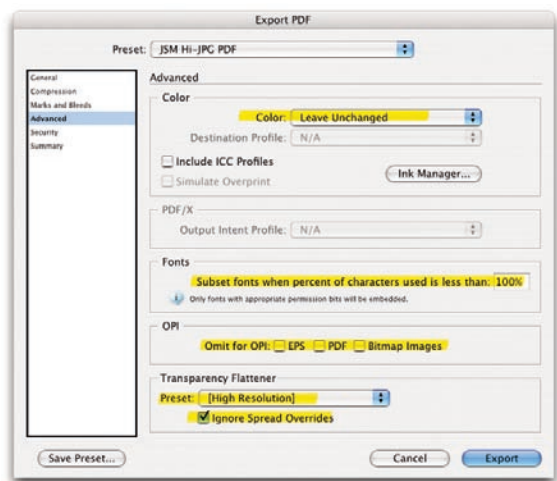 Export PDF
Preset: JSM Hi-JPG PDF
General
Compression
Marks and Bleeds
Advanced
Security
Summary
Advanced
Color
Color: Leave Unchanged
Destination Profile: N/A
Include ICC Profiles
Simulate Overprint
Ink Manager...
PDF/X
Output Intent Profile: N/A
Fonts
Subset fonts when percent of characters used is less than: 100%
Only fonts with appropriate permission bits will be embedded.
OPI
Omit for OPI: EPS PDF Bitmap Images
Transparency Flattener
Preset: [High Resolution]
Ignore Spread Overrides
Save Preset... Cancel Export